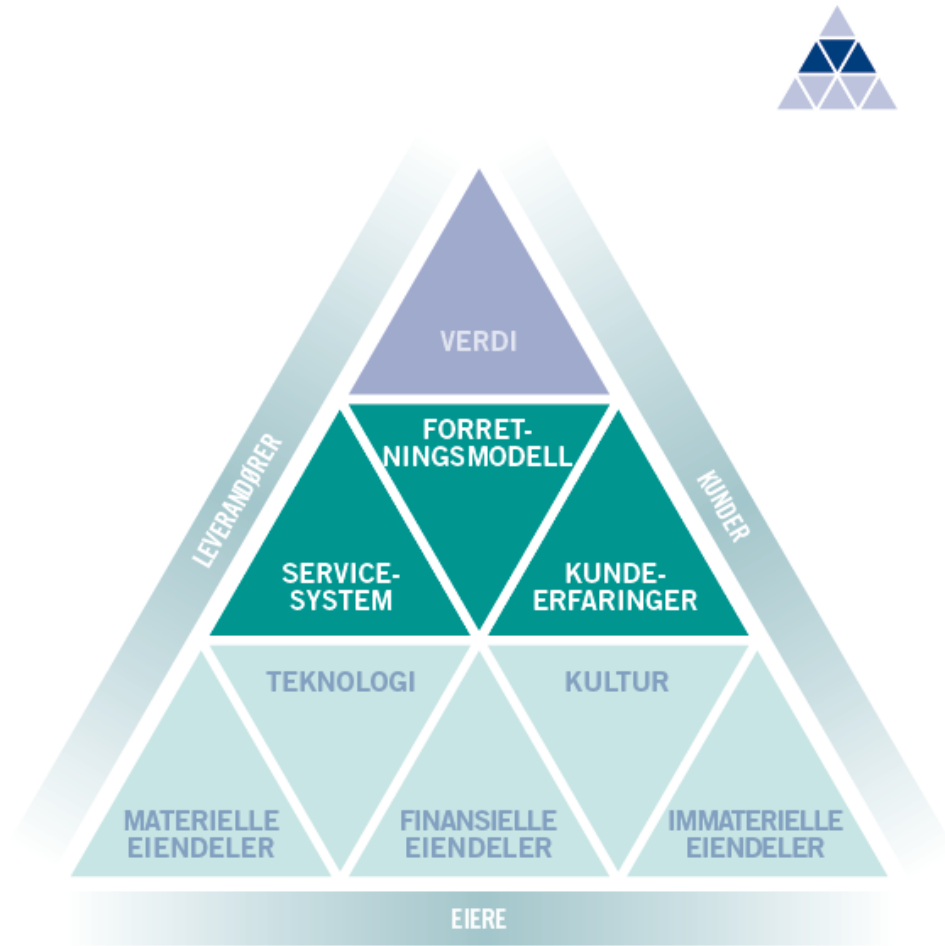 VERDI
FORRET-
NINGSMODELL
LEVERANDØRER
KUNDER
SERVICE-
SYSTEM
KUNDE-
ERFARINGER
TEKNOLOGI
KULTUR
MATERIELLE
EIENDELER
FINANSIELLE
EIENDELER
IMMATERIELLE
EIENDELER
EIERE